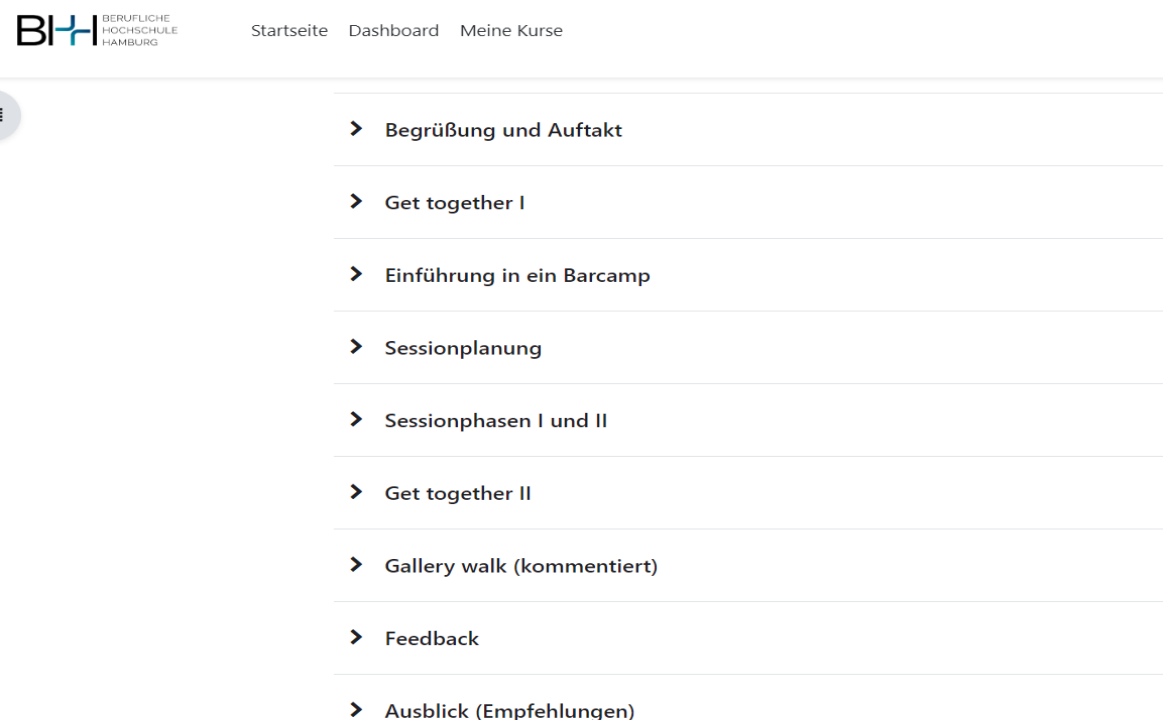 BHH
BERUFLICHE
HOCHSCHULE
HAMBURG
Startseite Dashboard Meine Kurse
Begrüßung und Auftakt
Get together I
Einführung in ein Barcamp
Sessionplanung
Sessionphasen I und II
Get together II
Gallery walk (kommentiert)
Feedback
Ausblick (Empfehlungen)